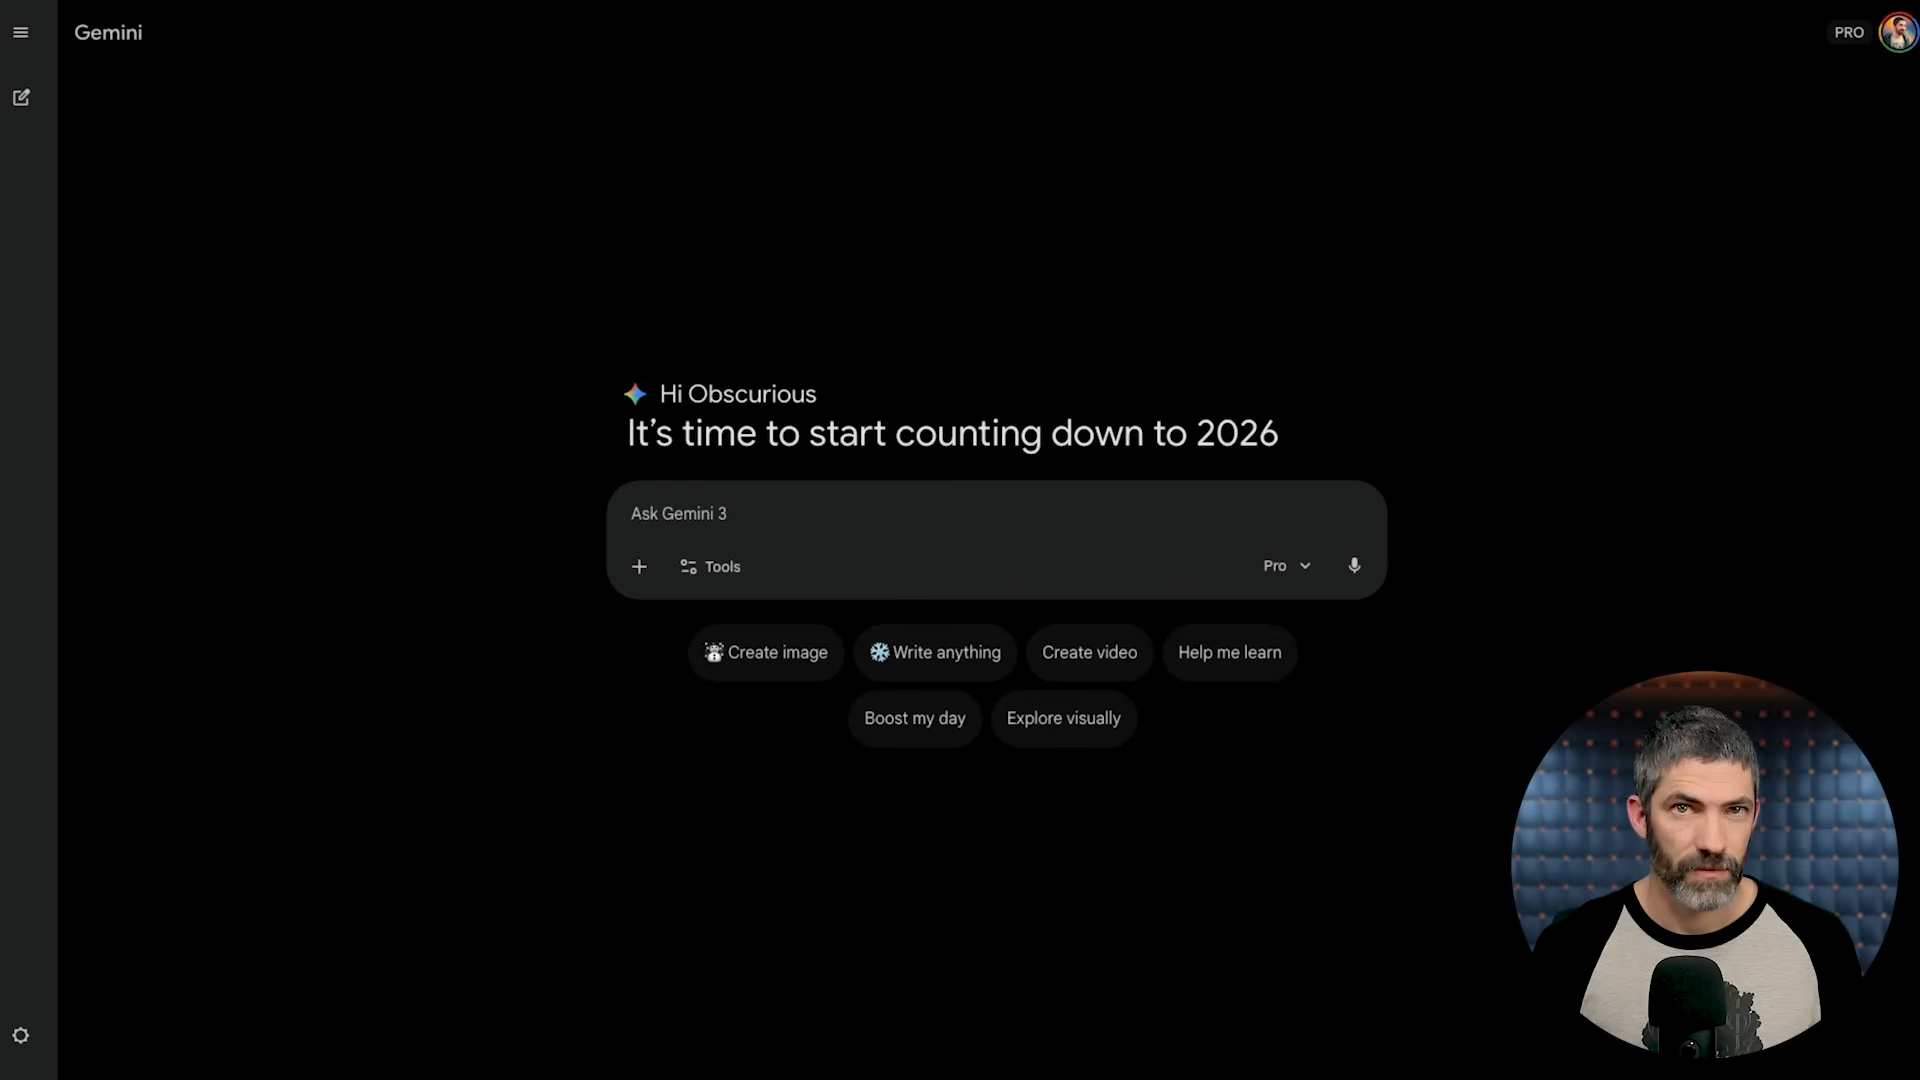 Gemini
PRO
Hi Obscurious
It's time to start counting down to 2026
Ask Gemini 3
Tools
Pro
Create image
Write anything
Create video
Help me learn
Boost my day
Explore visually